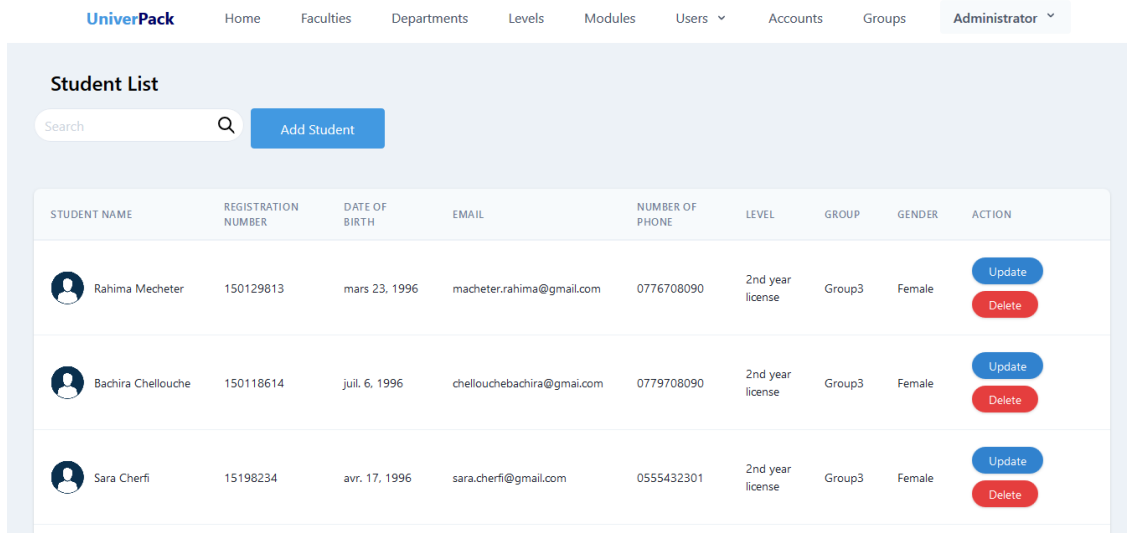 UniverPack Home Faculties Departments Levels Modules Users Accounts Groups Administrator
Student List
Search Add Student
STUDENT NAME REGISTRATION NUMBER DATE OF BIRTH EMAIL NUMBER OF PHONE LEVEL GROUP GENDER ACTION
Rahima Mecheter 150129813 mars 23, 1996 macheter.rahima@gmail.com 0776708090 2nd year license Group3 Female Update Delete
Bachira Chellouche 150118614 juil. 6, 1996 chellouchebachira@gmai.com 0779708090 2nd year license Group3 Female Update Delete
Sara Cherfi 15198234 avr. 17, 1996 sara.cherfi@gmail.com 0555432301 2nd year license Group3 Female Update Delete